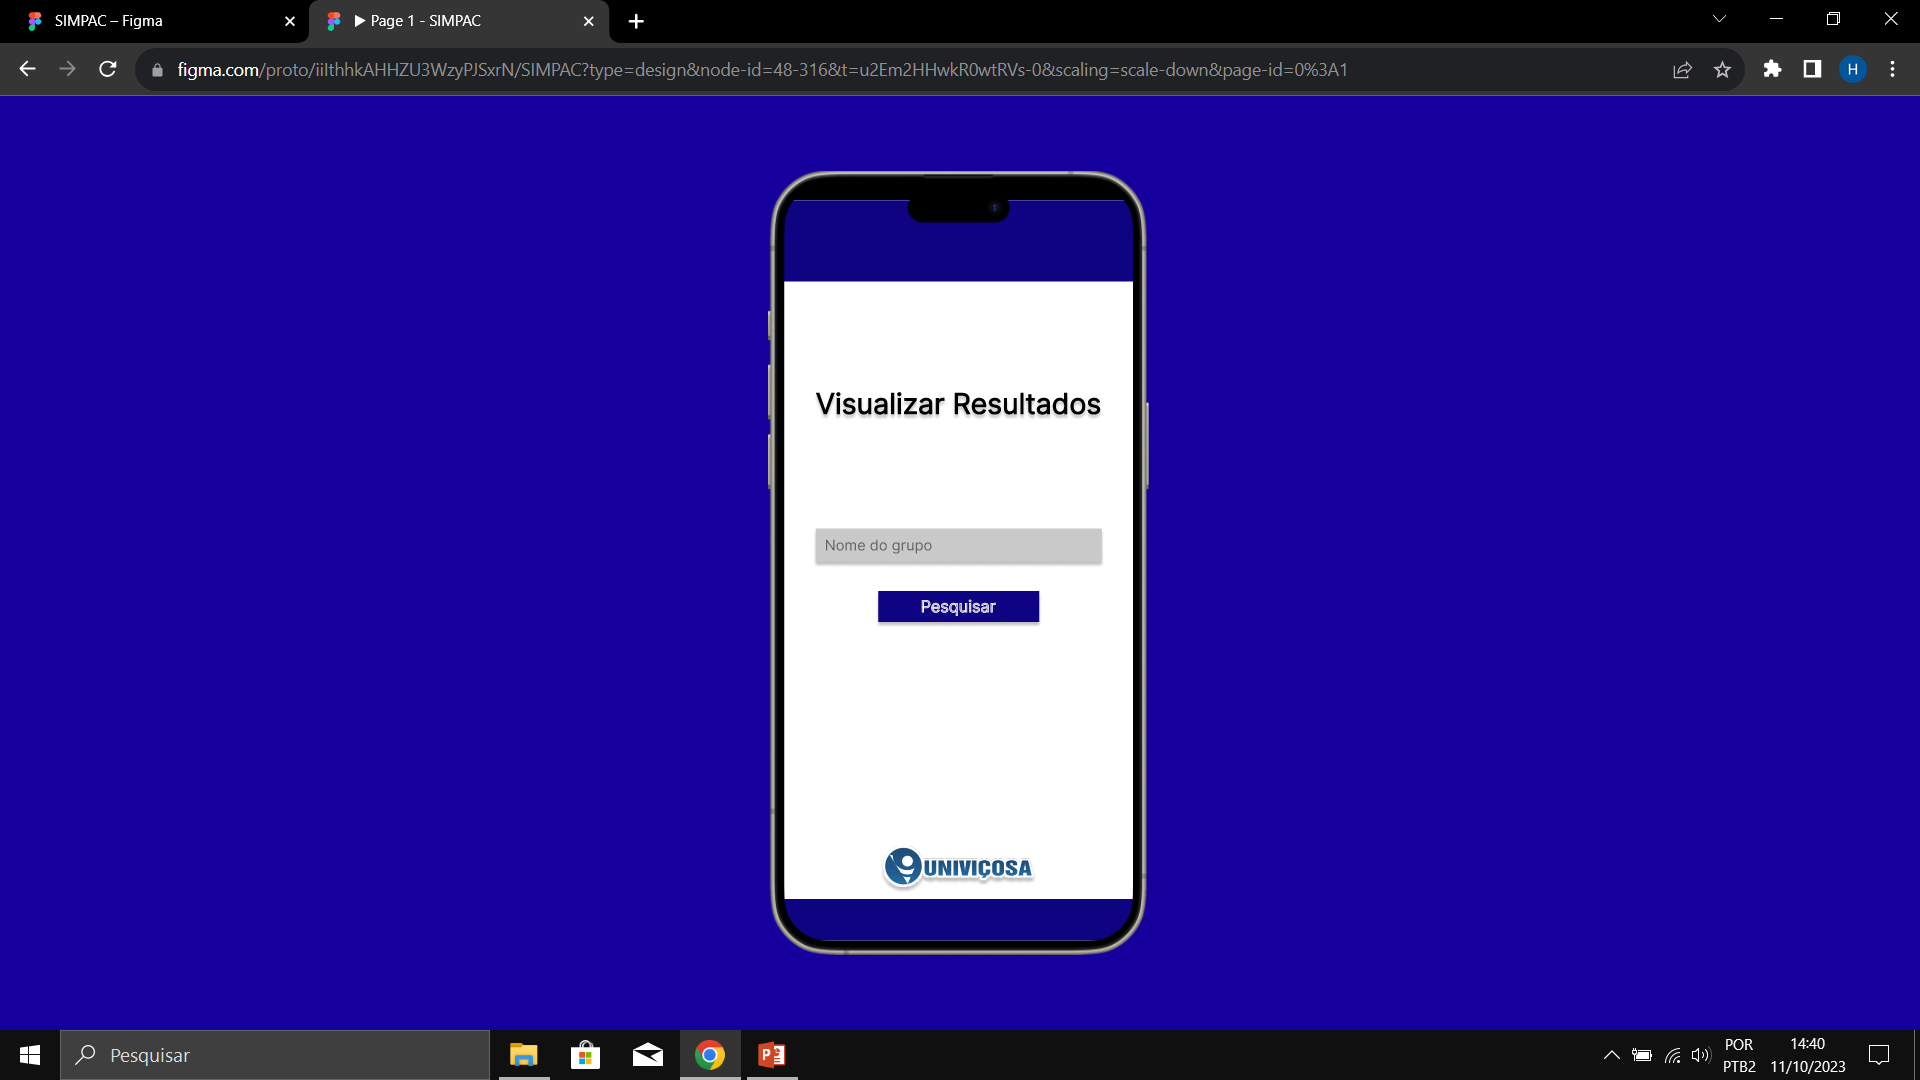 SIMPAC – Figma
Page 1 - SIMPAC
figma.com/proto/iiIthhkAHHZU3WzyPJSxrN/SIMPAC?type=design&node-id=48-316&t=u2Em2HHwkR0wtRVs-0&scaling=scale-down&page-id=0%3A1
H
Visualizar Resultados
Nome do grupo
Pesquisar
UNIVIÇOSA
Pesquisar
P
POR
PTB2
14:40
11/10/2023